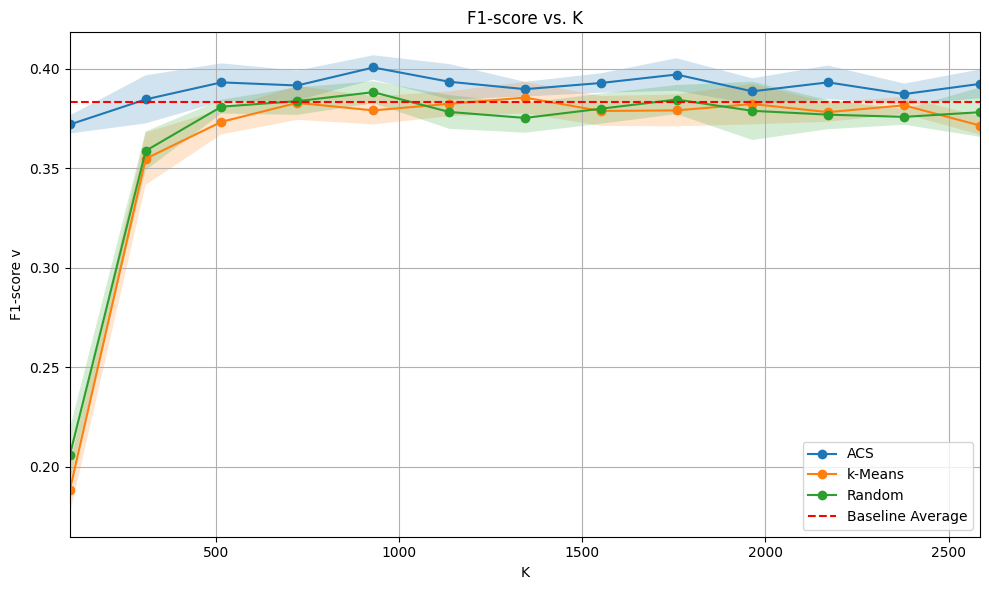 F1-score vs. K
F1-score v
0.40
0.35
0.30
0.25
0.20
500
1000
1500
2000
2500
K
ACS
k-Means
Random
Baseline Average